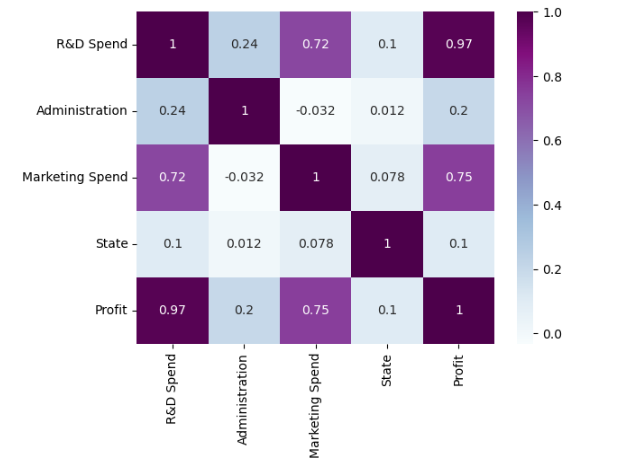 R&D Spend 1 0.24 0.72 0.1 0.97
Administration 0.24 1 -0.032 0.012 0.2
Marketing Spend 0.72 -0.032 1 0.078 0.75
State 0.1 0.012 0.078 1 0.1
Profit 0.97 0.2 0.75 0.1 1
R&D Spend
Administration
Marketing Spend
State
Profit
1.0
0.8
0.6
0.4
0.2
0.0